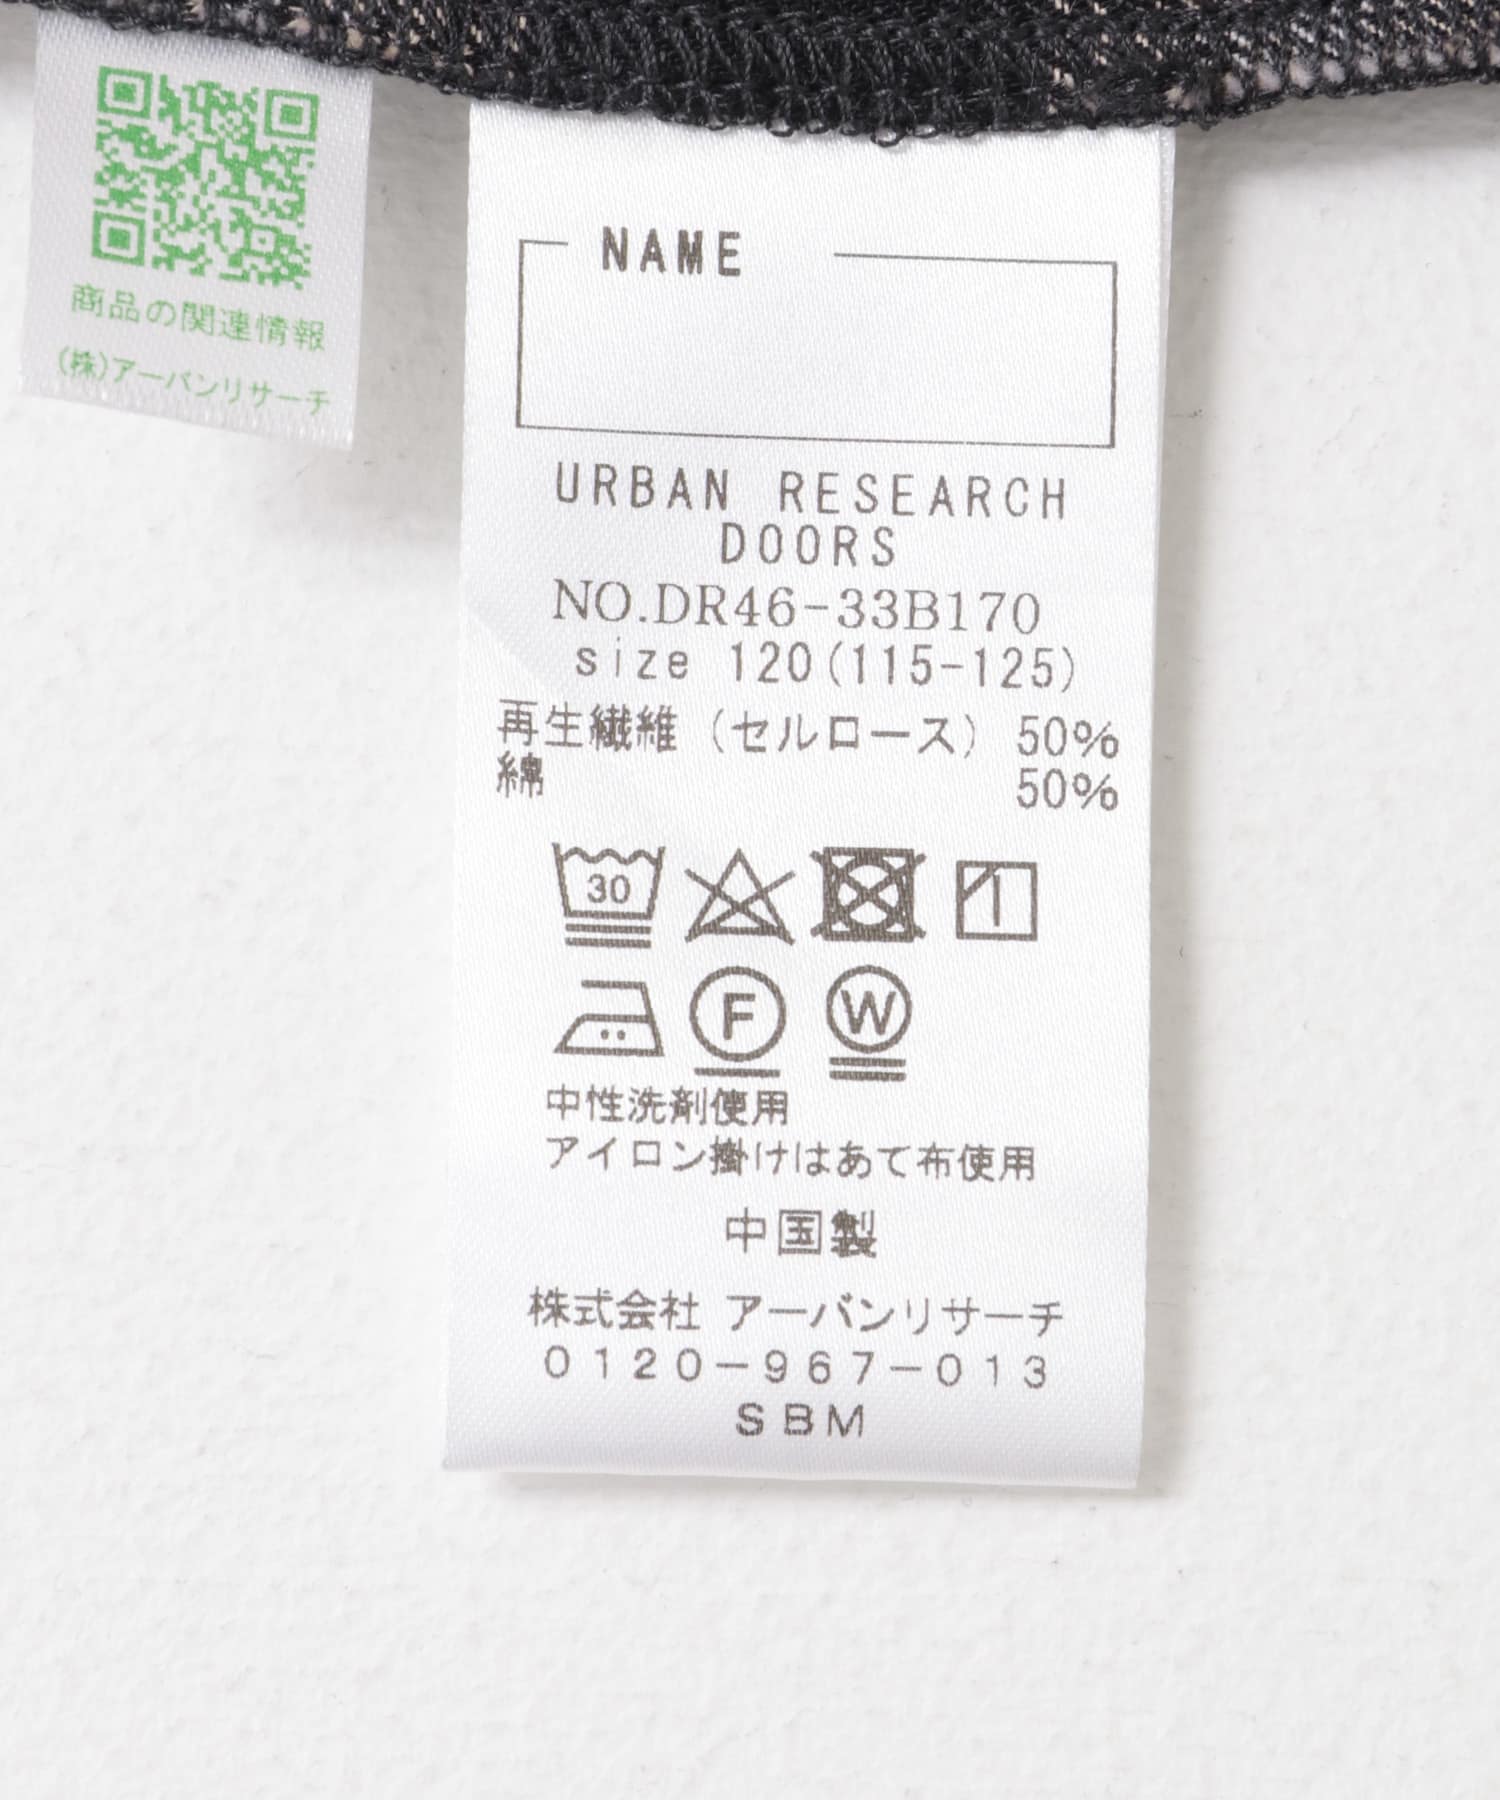 商品の関連情報
(株)アーバンリサーチ
NAME
URBAN RESEARCH
DOORS
NO.DR46-33B170
size 120(115-125)
再生繊維 (セルロース) 50%
綿 50%
30
F W
中性洗剤使用
アイロン掛けはあて布使用
中国製
株式会社 アーバンリサーチ
0120-967-013
SBM